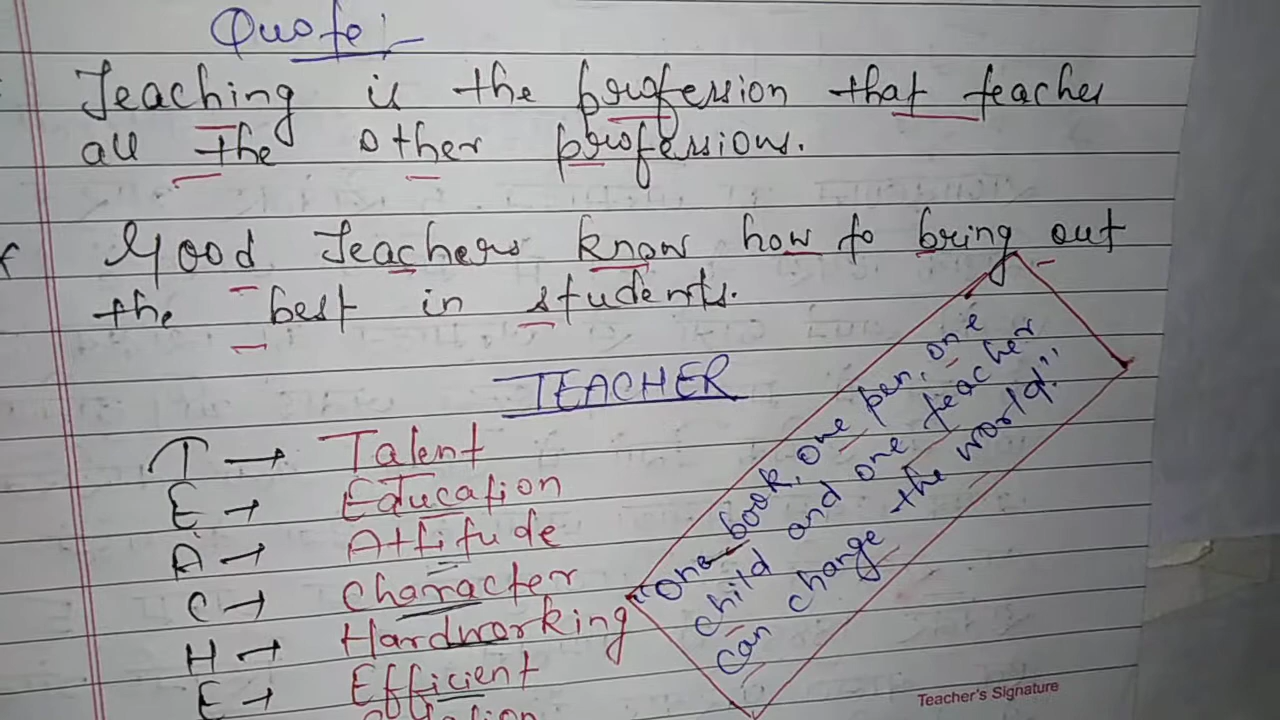 Quote:-
Teaching is the profession that teaches
all the other professions.
Good Teachers know how to bring out
the best in students.
TEACHER
T → Talent
E → Education
A → Attitude
C → Character
H → Hardworking
E → Efficient
"One book, one pen, one
child and one teacher
can change the world."
Teacher's Signature